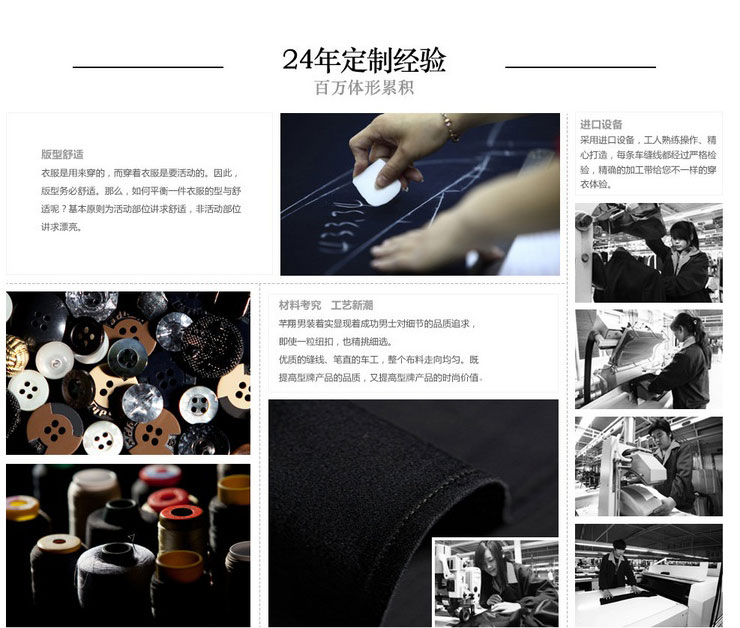 24年定制经验
百万体形累积
版型舒适
衣服是用来穿的，而穿着衣服是要活动的。因此，
版型务必舒适。那么，如何平衡一件衣服的型与舒
适呢？基本原则为活动部位讲求舒适，非活动部位
讲求漂亮。
进口设备
采用进口设备，工人熟练操作、精
心打造，每条车缝线都经过严格检
验，精确的加工带给您不一样的穿
衣体验。
材料考究 工艺新潮
芊翔男装着实显现着成功男士对细节的品质追求，
即使一粒纽扣，也精挑细选。
优质的缝线、笔直的车工，整个布料走向均匀。既
提高型牌产品的品质，又提高型牌产品的时尚价值。